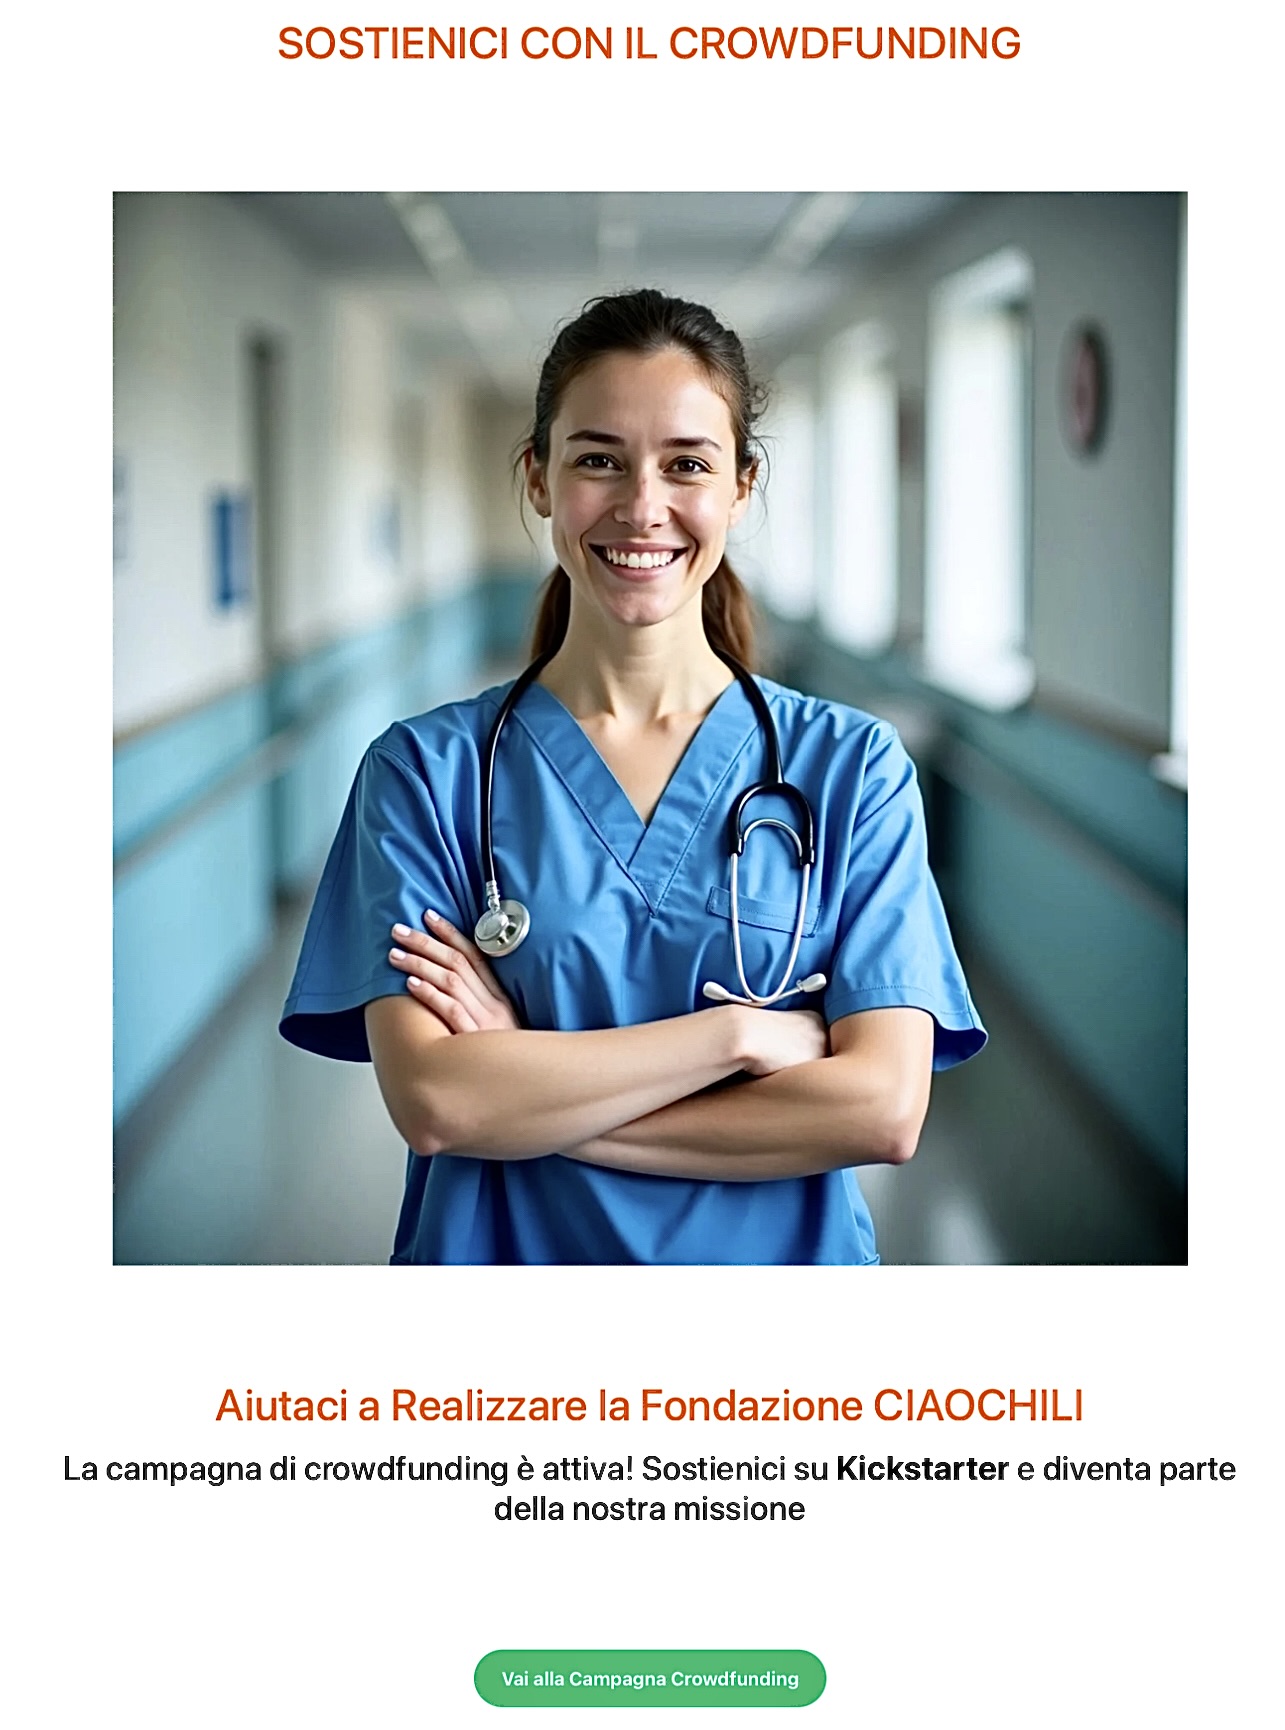 SOSTIENICI CON IL CROWDFUNDING
Aiutaci a Realizzare la Fondazione CIAOCHILI
La campagna di crowdfunding è attiva! Sostienici su Kickstarter e diventa parte
della nostra missione
Vai alla Campagna Crowdfunding